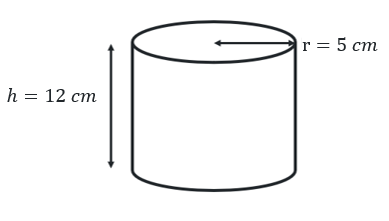 r = 5 cm
h = 12 cm